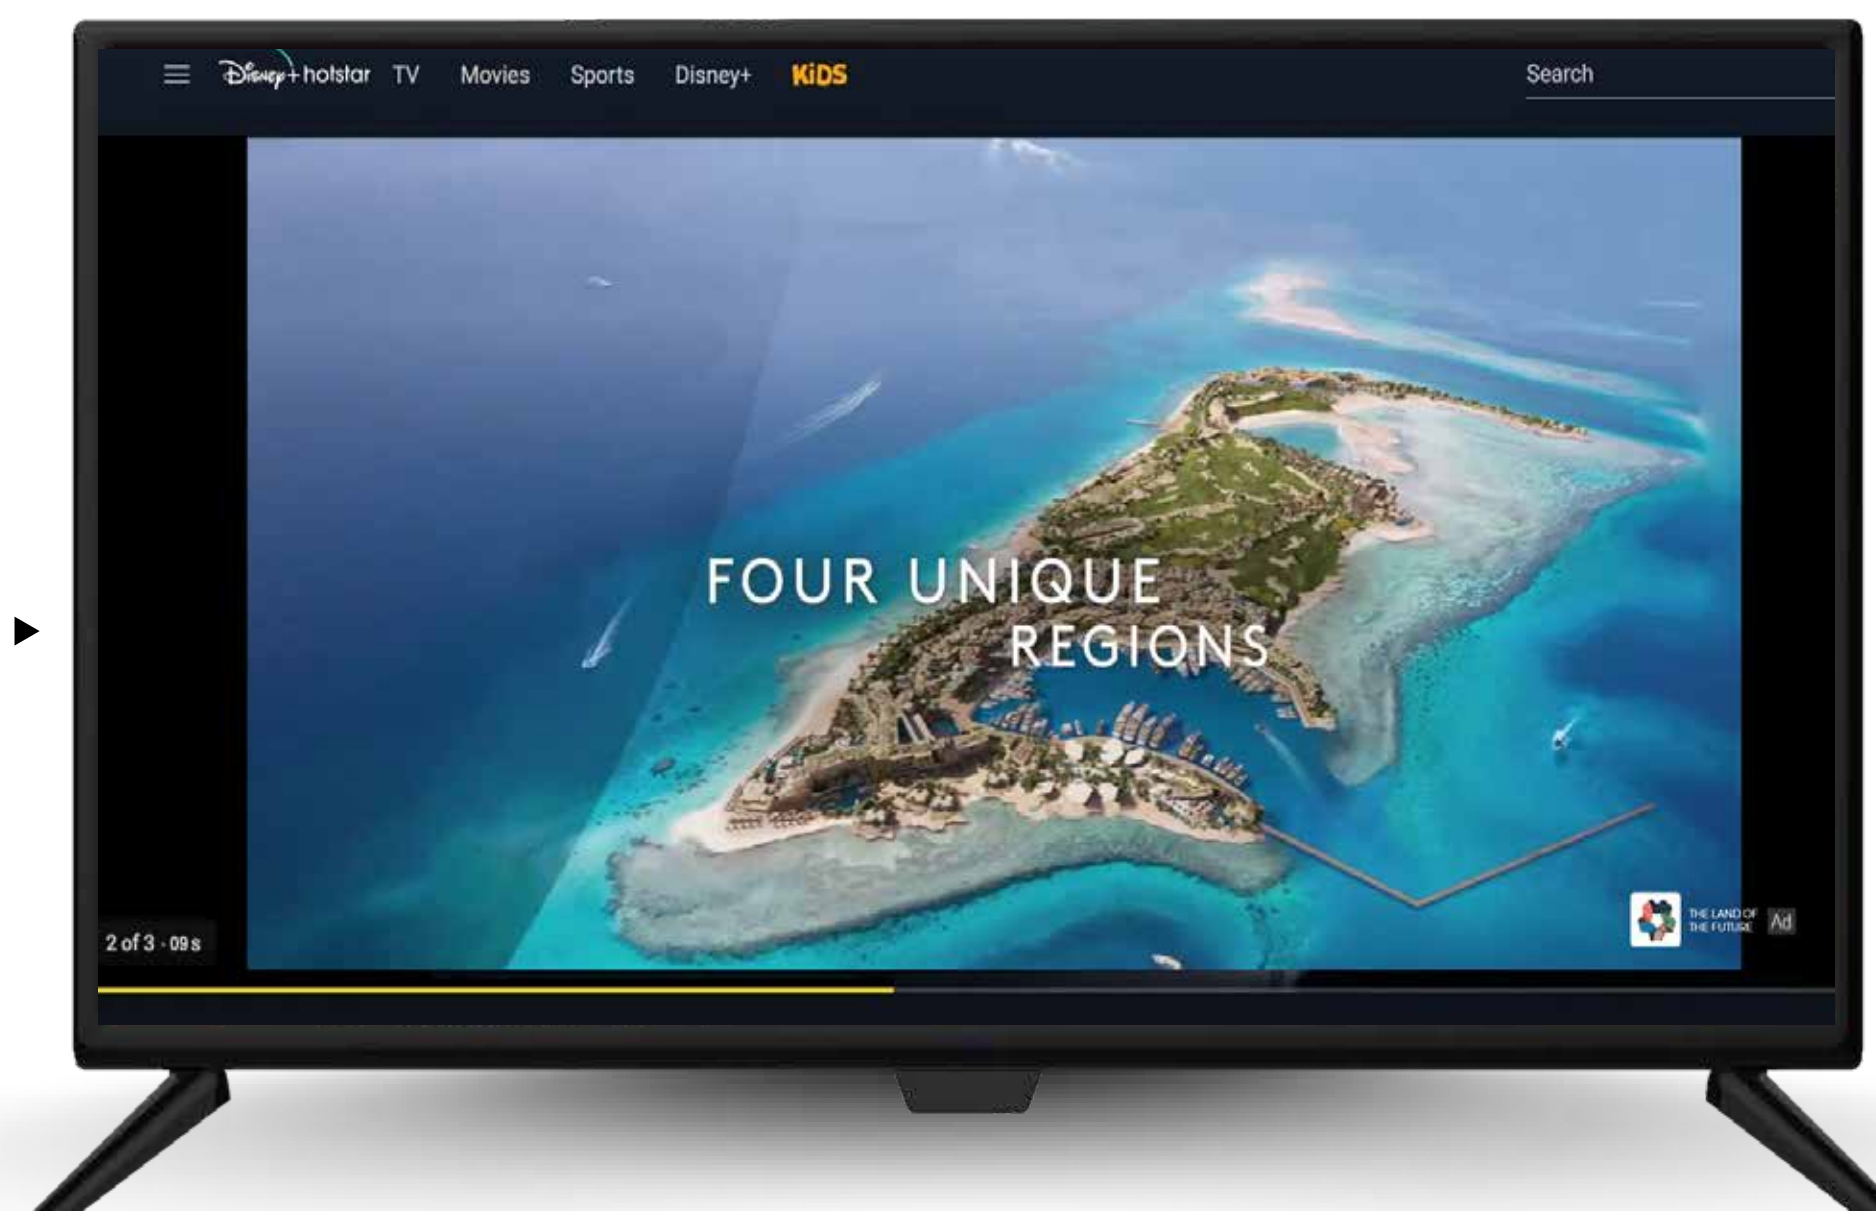 Disney+ hotstar TV Movies Sports Disney+ KiDS Search
FOUR UNIQUE
REGIONS
THE LAND OF
THE FUTURE
Ad
2 of 3 · 09 s